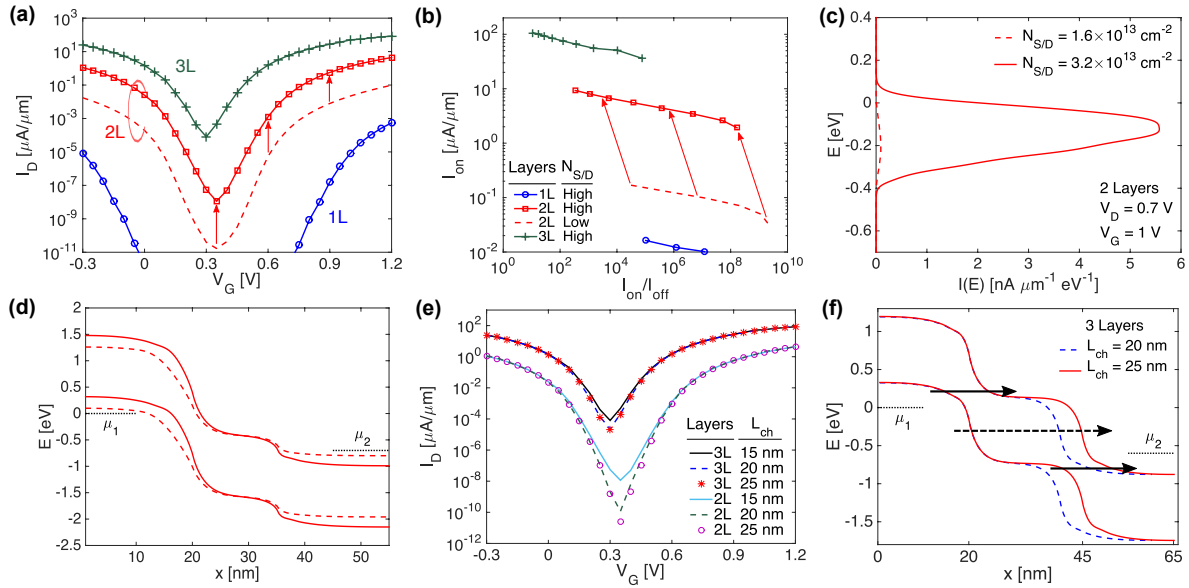 (a)
I_D [μA/μm]
10^3
10^1
10^-1
10^-3
10^-5
10^-7
10^-9
10^-11
3L
2L
1L
-0.3 0 0.3 0.6 0.9 1.2
V_G [V]
(b)
I_on [μA/μm]
10^2
10^1
10^0
10^-1
10^-2
Layers N_S/D
1L High
2L High
2L Low
3L High
10^0 10^2 10^4 10^6 10^8 10^10
I_on/I_off
(c)
E [eV]
0.4
0.2
0
-0.2
-0.4
-0.6
N_S/D = 1.6×10^13 cm^-2
N_S/D = 3.2×10^13 cm^-2
2 Layers
V_D = 0.7 V
V_G = 1 V
0 1 2 3 4 5 6
I(E) [nA μm^-1 eV^-1]
(d)
E [eV]
2
1.5
1
0.5
0
-0.5
-1
-1.5
-2
-2.5
μ_1
μ_2
10 20 30 40 50
x [nm]
(e)
I_D [μA/μm]
10^2
10^0
10^-2
10^-4
10^-6
10^-8
10^-10
10^-12
Layers L_ch
3L 15 nm
3L 20 nm
3L 25 nm
2L 15 nm
2L 20 nm
2L 25 nm
-0.3 0 0.3 0.6 0.9 1.2
V_G [V]
(f)
E [eV]
1
0.5
0
-0.5
-1
-1.5
3 Layers
L_ch = 20 nm
L_ch = 25 nm
μ_1
μ_2
0 20 45 65
x [nm]